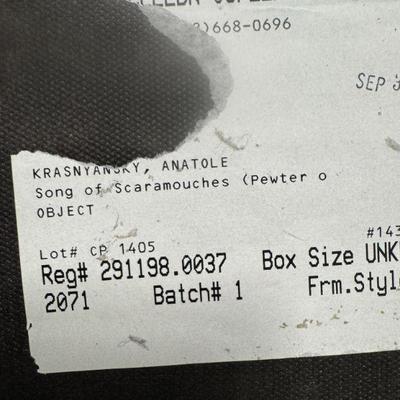 )668-0696
SEP
KRASNYANSKY, ANATOLE
Song of Scaramouches (Pewter o
OBJECT
Lot# CP 1405 #143
Reg# 291198.0037 Box Size UNK
2071 Batch# 1 Frm.Styl